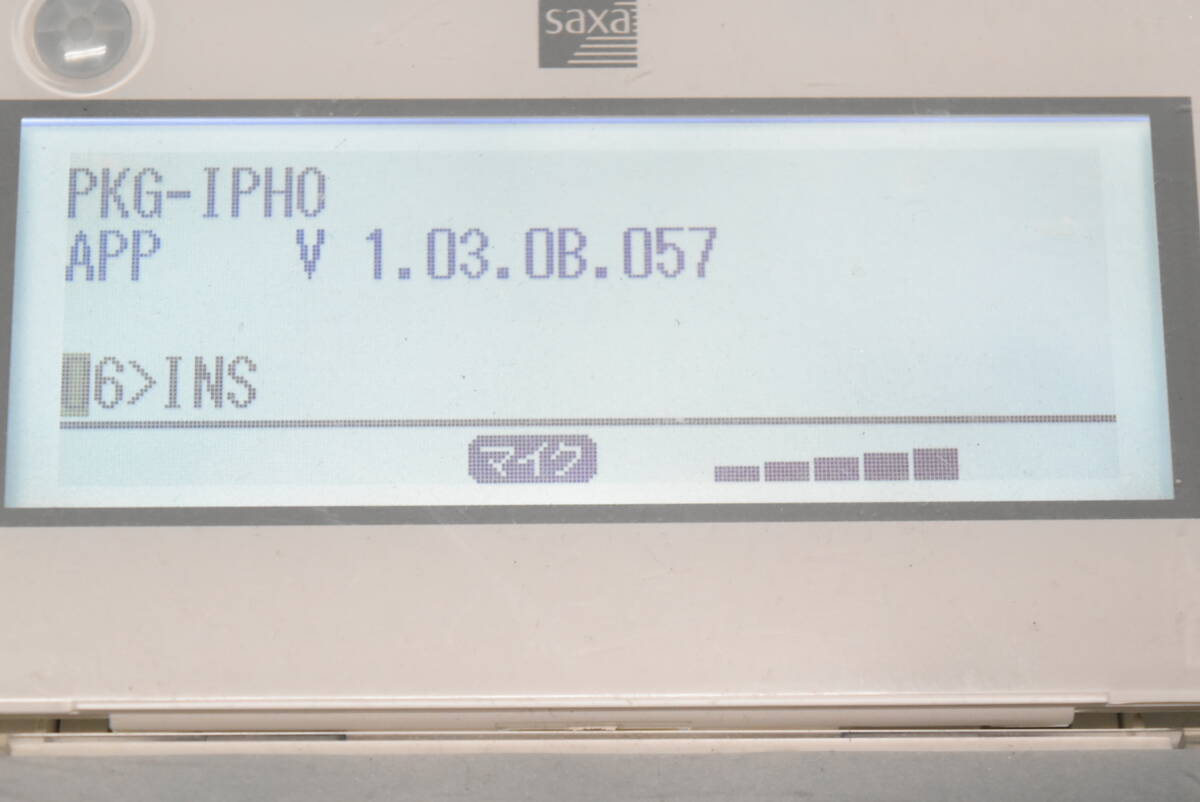 saxa
PKG-IPHO
APP V 1.03.0B.057
6>INS
マイク